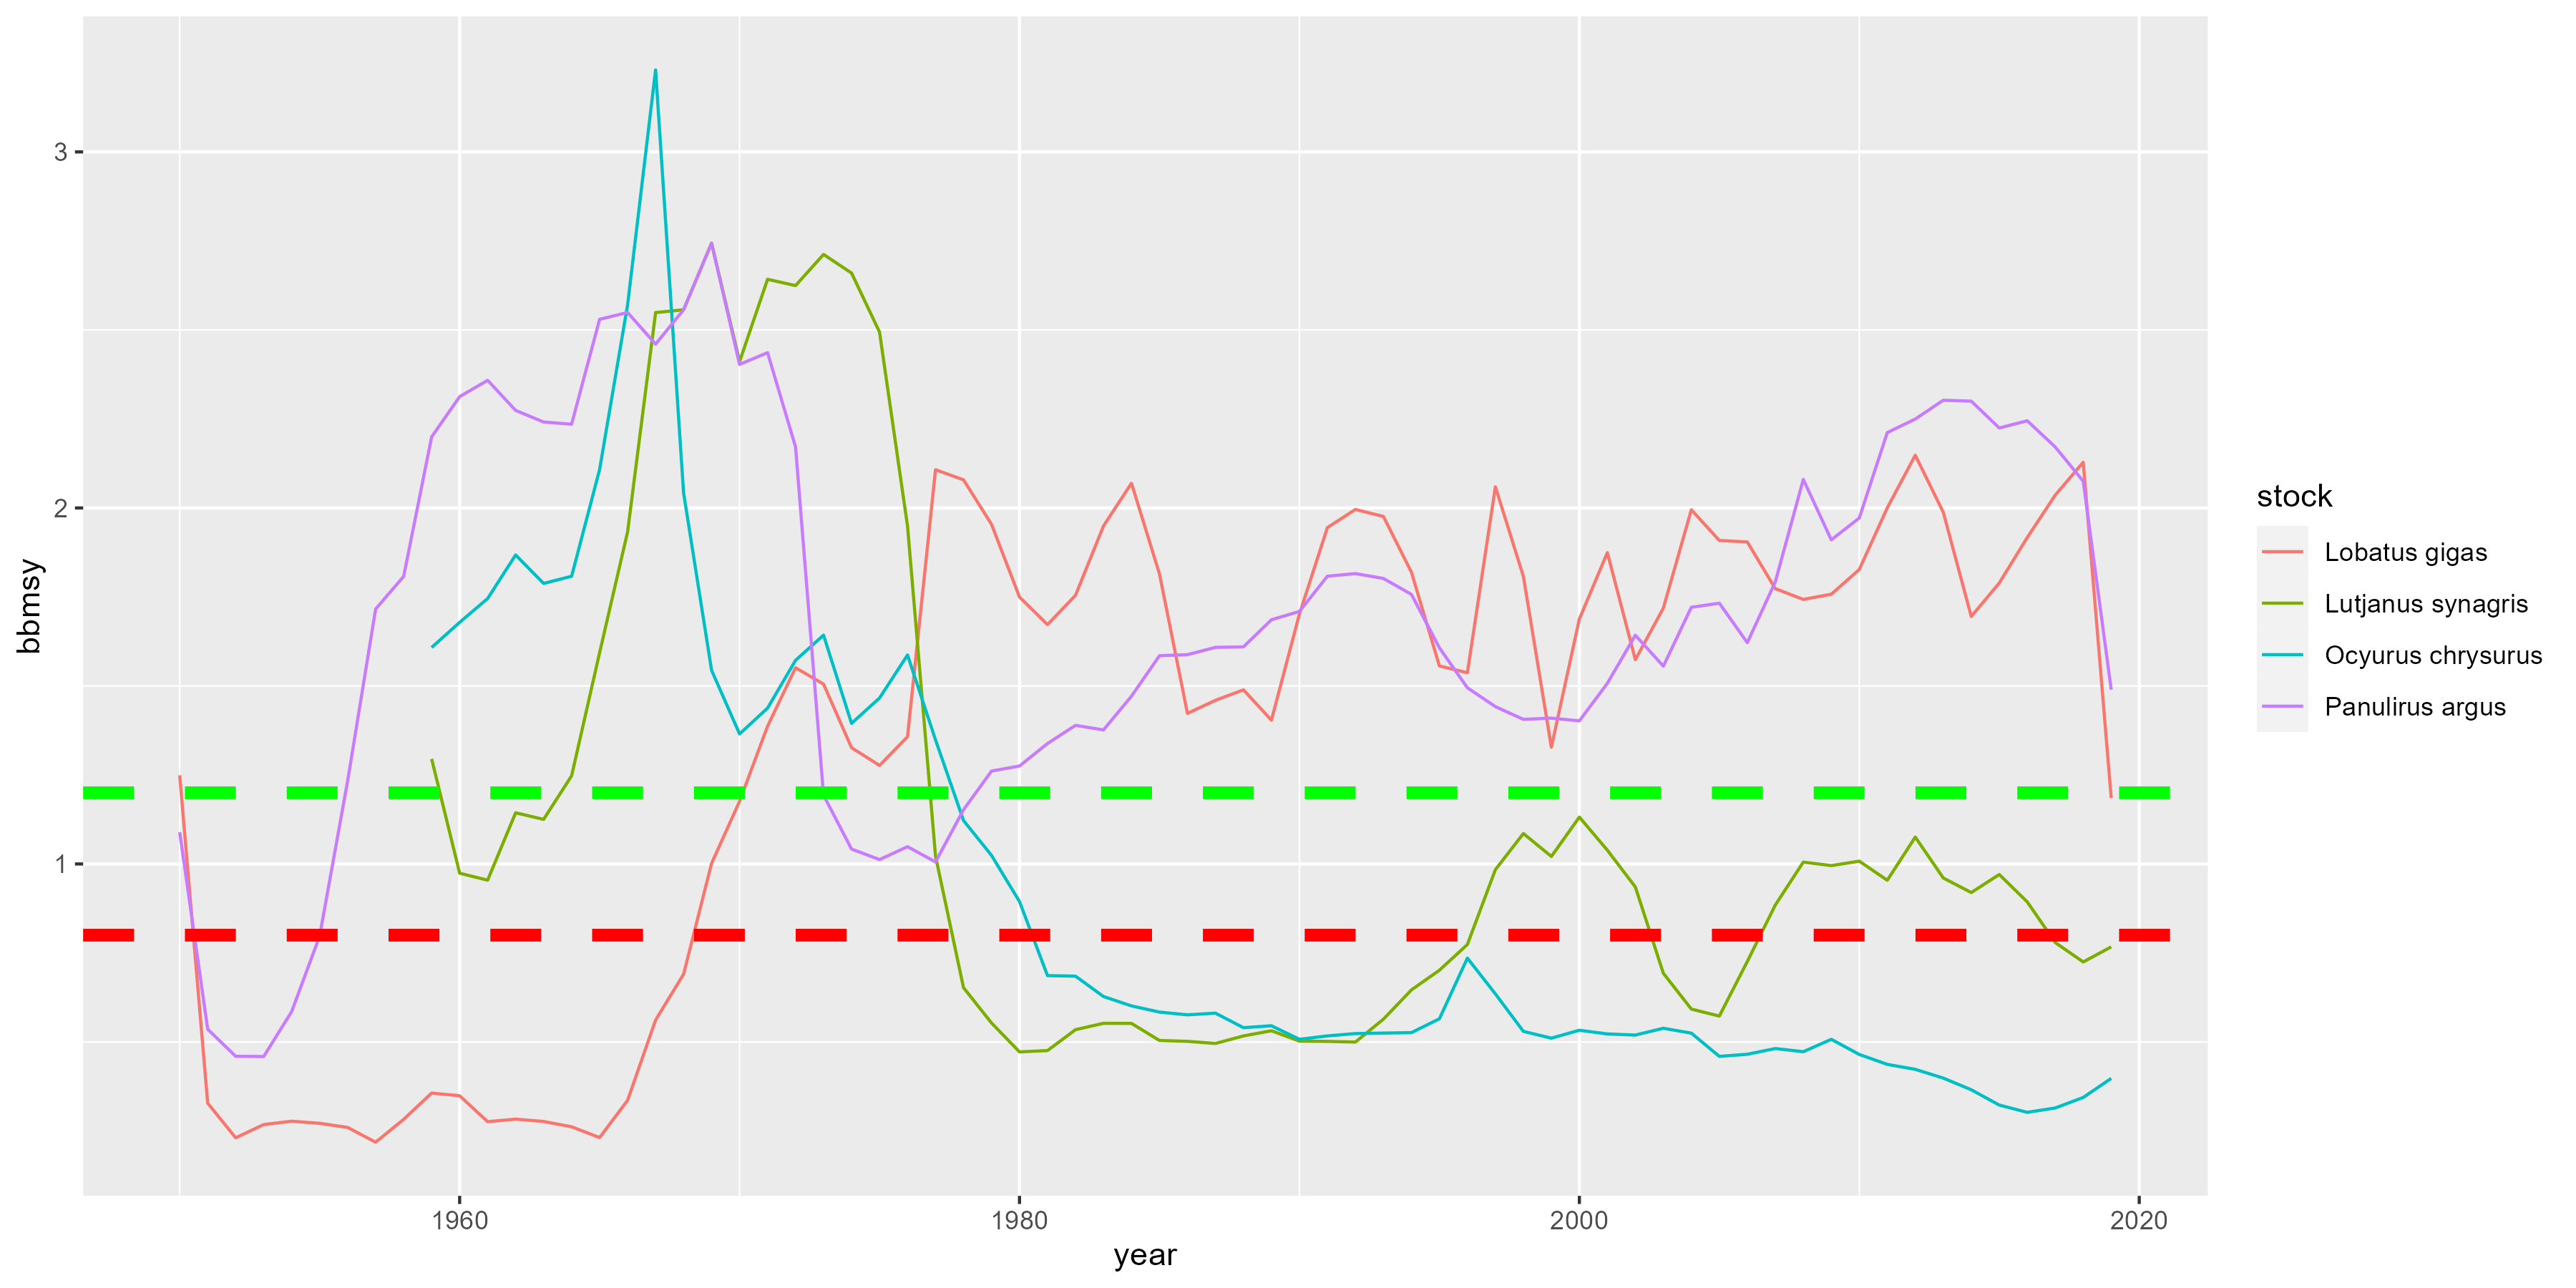 3
2
1
bbmsy
1960
1980
2000
2020
year
stock
Lobatus gigas
Lutjanus synagris
Ocyurus chrysurus
Panulirus argus